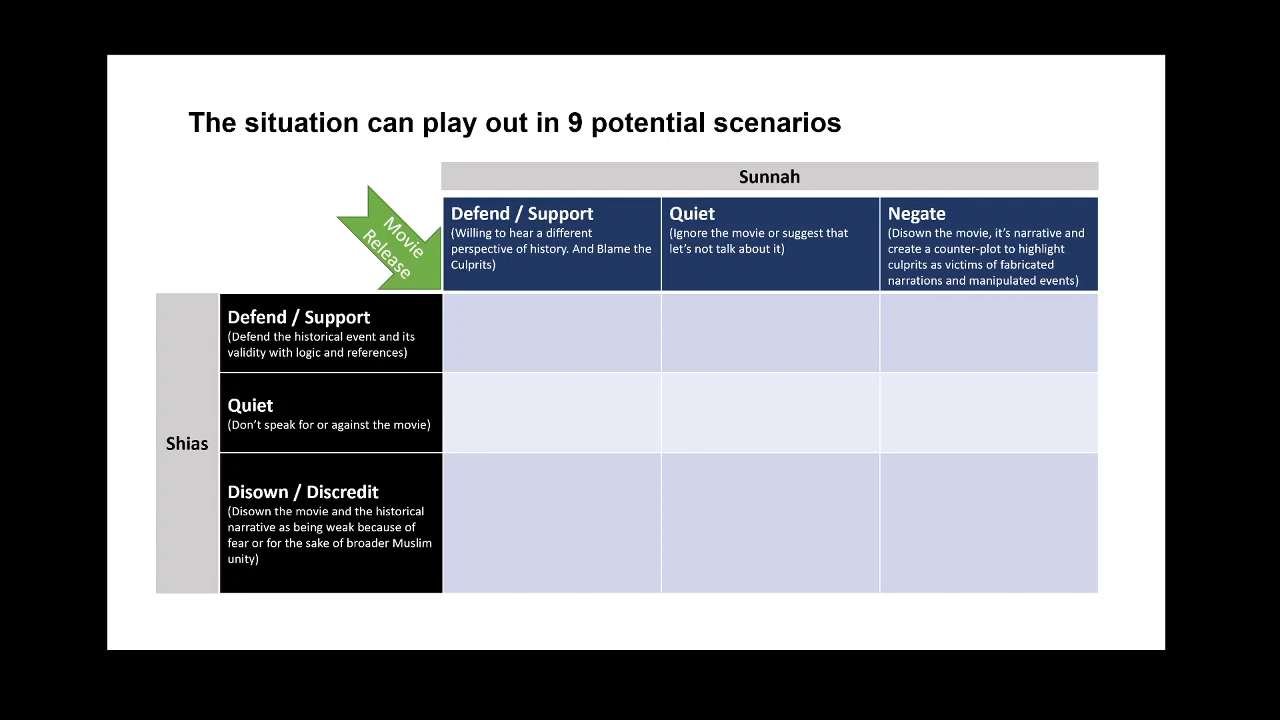 The situation can play out in 9 potential scenarios
Sunnah
Movie
Release
Defend / Support
(Willing to hear a different
perspective of history. And Blame the
Culprits)
Quiet
(Ignore the movie or suggest that
let’s not talk about it)
Negate
(Disown the movie, it’s narrative and
create a counter-plot to highlight
culprits as victims of fabricated
narrations and manipulated events)
Shias
Defend / Support
(Defend the historical event and its
validity with logic and references)
Quiet
(Don’t speak for or against the movie)
Disown / Discredit
(Disown the movie and the historical
narrative as being weak because of
fear or for the sake of broader Muslim
unity)